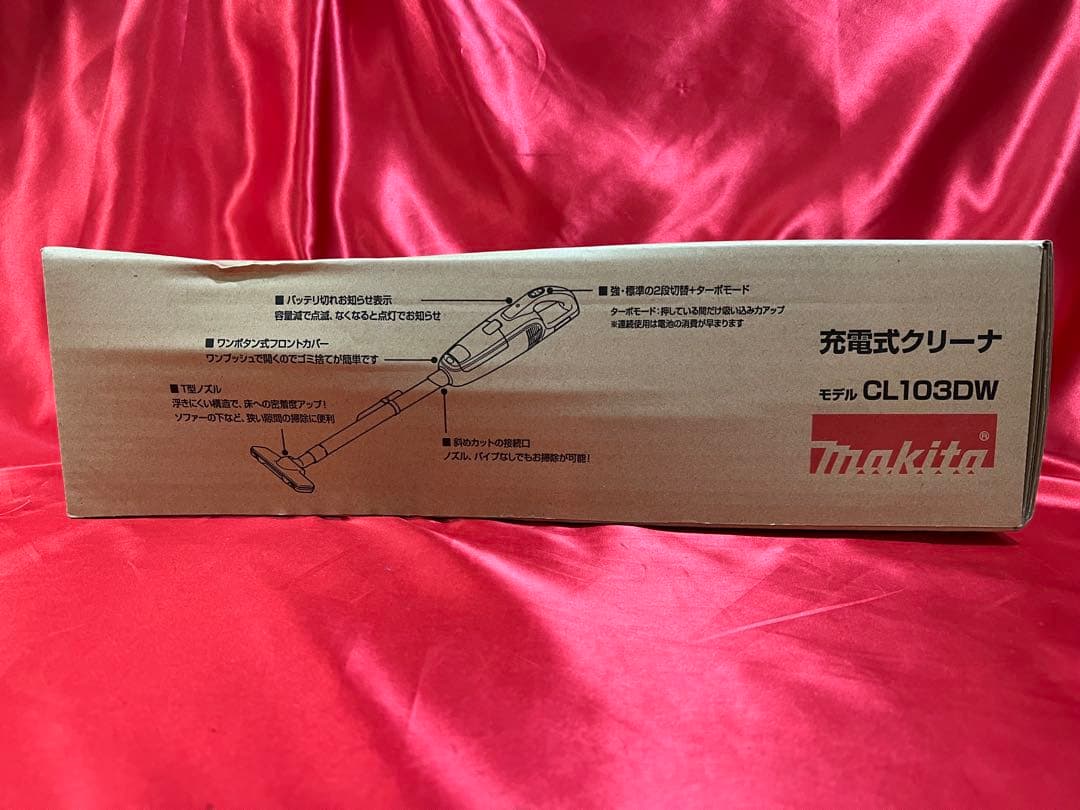 ■ バッテリ切れお知らせ表示
容量減で点滅、なくなると点灯でお知らせ
■ ワンボタン式フロントカバー
ワンプッシュで開くのでゴミ捨てが簡単です
■ T型ノズル
浮きにくい構造で、床への密着度アップ!
ソファーの下など、狭い隙間の掃除に便利
■ 強・標準の2段切替+ターボモード
ターボモード:押している間だけ吸い込み力アップ
※連続使用は電池の消費が早まります
■ 斜めカットの接続口
ノズル、パイプなしでもお掃除が可能!
充電式クリーナ
モデル CL103DW
makita®